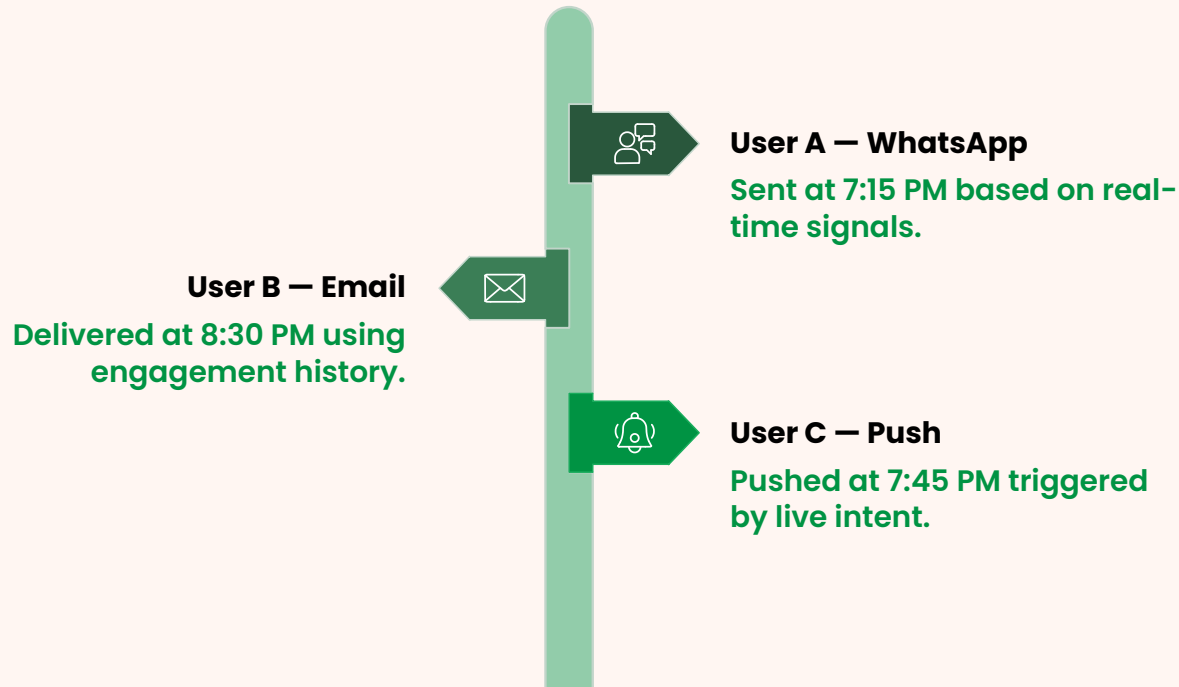 User A — WhatsApp
Sent at 7:15 PM based on real-
time signals.
User B — Email
Delivered at 8:30 PM using
engagement history.
User C — Push
Pushed at 7:45 PM triggered
by live intent.